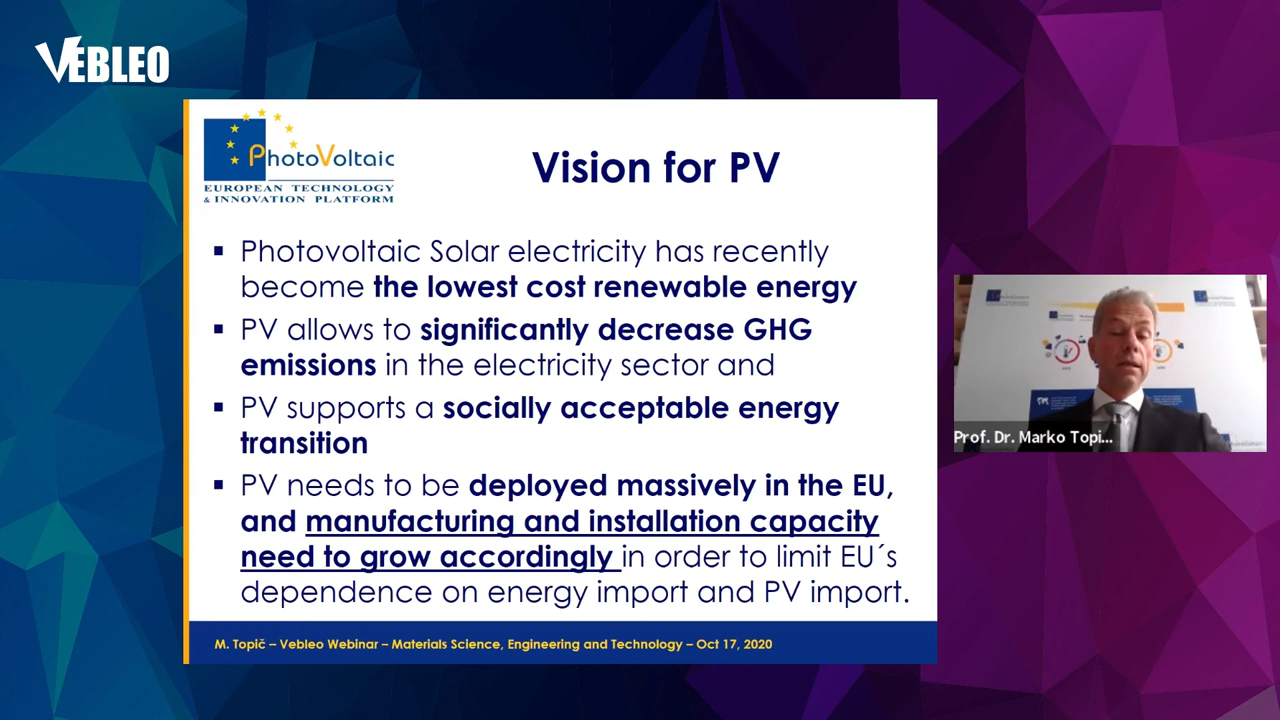 VEBLEO
PhotoVoltaic
EUROPEAN TECHNOLOGY
& INNOVATION PLATFORM
Vision for PV
▪ Photovoltaic Solar electricity has recently
become the lowest cost renewable energy
▪ PV allows to significantly decrease GHG
emissions in the electricity sector and
▪ PV supports a socially acceptable energy
transition
▪ PV needs to be deployed massively in the EU,
and manufacturing and installation capacity
need to grow accordingly in order to limit EU´s
dependence on energy import and PV import.
M. Topič – Vebleo Webinar – Materials Science, Engineering and Technology – Oct 17, 2020
Prof. Dr. Marko Topi...